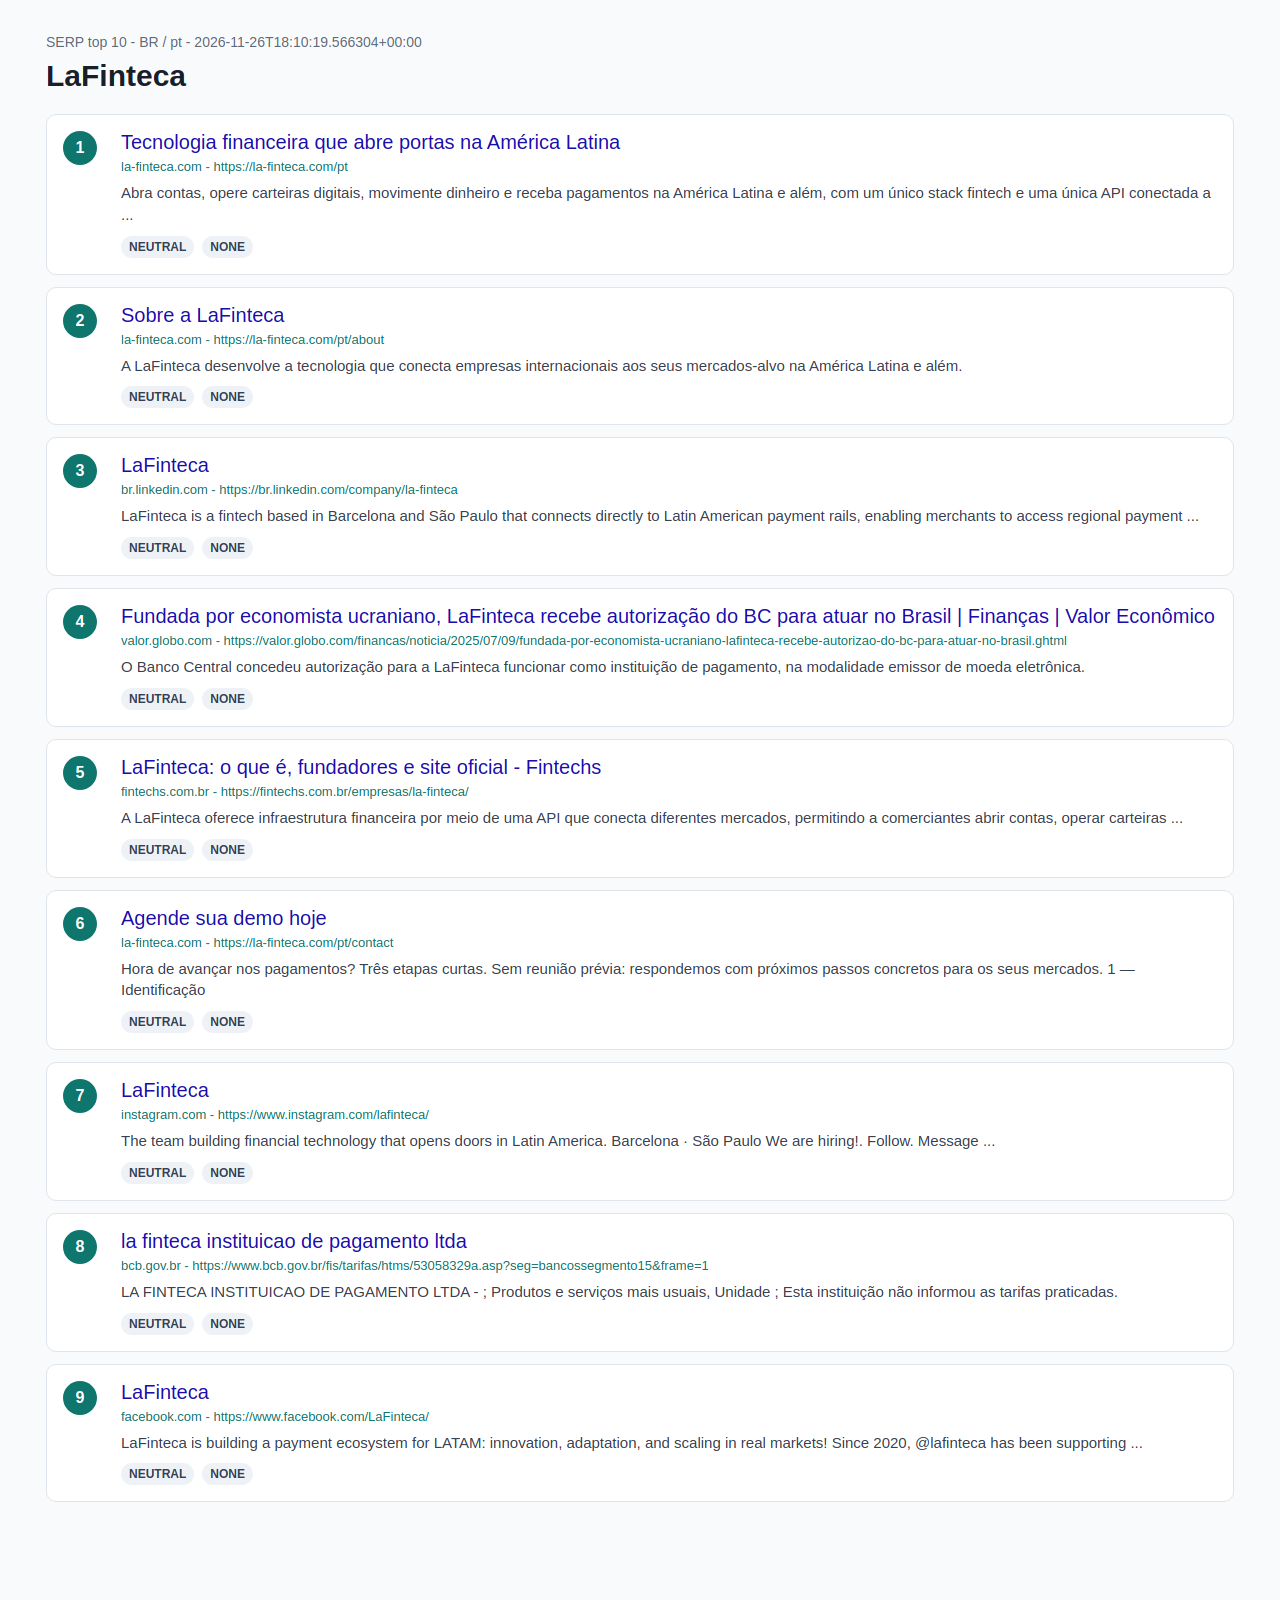 SERP top 10 - BR / pt - 2026-11-26T18:10:19.566304+00:00
LaFinteca
1
Tecnologia financeira que abre portas na América Latina
la-finteca.com - https://la-finteca.com/pt
Abra contas, opere carteiras digitais, movimente dinheiro e receba pagamentos na América Latina e além, com um único stack fintech e uma única API conectada a
...
NEUTRAL NONE
2
Sobre a LaFinteca
la-finteca.com - https://la-finteca.com/pt/about
A LaFinteca desenvolve a tecnologia que conecta empresas internacionais aos seus mercados-alvo na América Latina e além.
NEUTRAL NONE
3
LaFinteca
br.linkedin.com - https://br.linkedin.com/company/la-finteca
LaFinteca is a fintech based in Barcelona and São Paulo that connects directly to Latin American payment rails, enabling merchants to access regional payment ...
NEUTRAL NONE
4
Fundada por economista ucraniano, LaFinteca recebe autorização do BC para atuar no Brasil | Finanças | Valor Econômico
valor.globo.com - https://valor.globo.com/financas/noticia/2025/07/09/fundada-por-economista-ucraniano-lafinteca-recebe-autorizao-do-bc-para-atuar-no-brasil.ghtml
O Banco Central concedeu autorização para a LaFinteca funcionar como instituição de pagamento, na modalidade emissor de moeda eletrônica.
NEUTRAL NONE
5
LaFinteca: o que é, fundadores e site oficial - Fintechs
fintechs.com.br - https://fintechs.com.br/empresas/la-finteca/
A LaFinteca oferece infraestrutura financeira por meio de uma API que conecta diferentes mercados, permitindo a comerciantes abrir contas, operar carteiras ...
NEUTRAL NONE
6
Agende sua demo hoje
la-finteca.com - https://la-finteca.com/pt/contact
Hora de avançar nos pagamentos? Três etapas curtas. Sem reunião prévia: respondemos com próximos passos concretos para os seus mercados. 1 —
Identificação
NEUTRAL NONE
7
LaFinteca
instagram.com - https://www.instagram.com/lafinteca/
The team building financial technology that opens doors in Latin America. Barcelona · São Paulo We are hiring!. Follow. Message ...
NEUTRAL NONE
8
la finteca instituicao de pagamento ltda
bcb.gov.br - https://www.bcb.gov.br/fis/tarifas/htms/53058329a.asp?seg=bancossegmento15&frame=1
LA FINTECA INSTITUICAO DE PAGAMENTO LTDA - ; Produtos e serviços mais usuais, Unidade ; Esta instituição não informou as tarifas praticadas.
NEUTRAL NONE
9
LaFinteca
facebook.com - https://www.facebook.com/LaFinteca/
LaFinteca is building a payment ecosystem for LATAM: innovation, adaptation, and scaling in real markets! Since 2020, @lafinteca has been supporting ...
NEUTRAL NONE